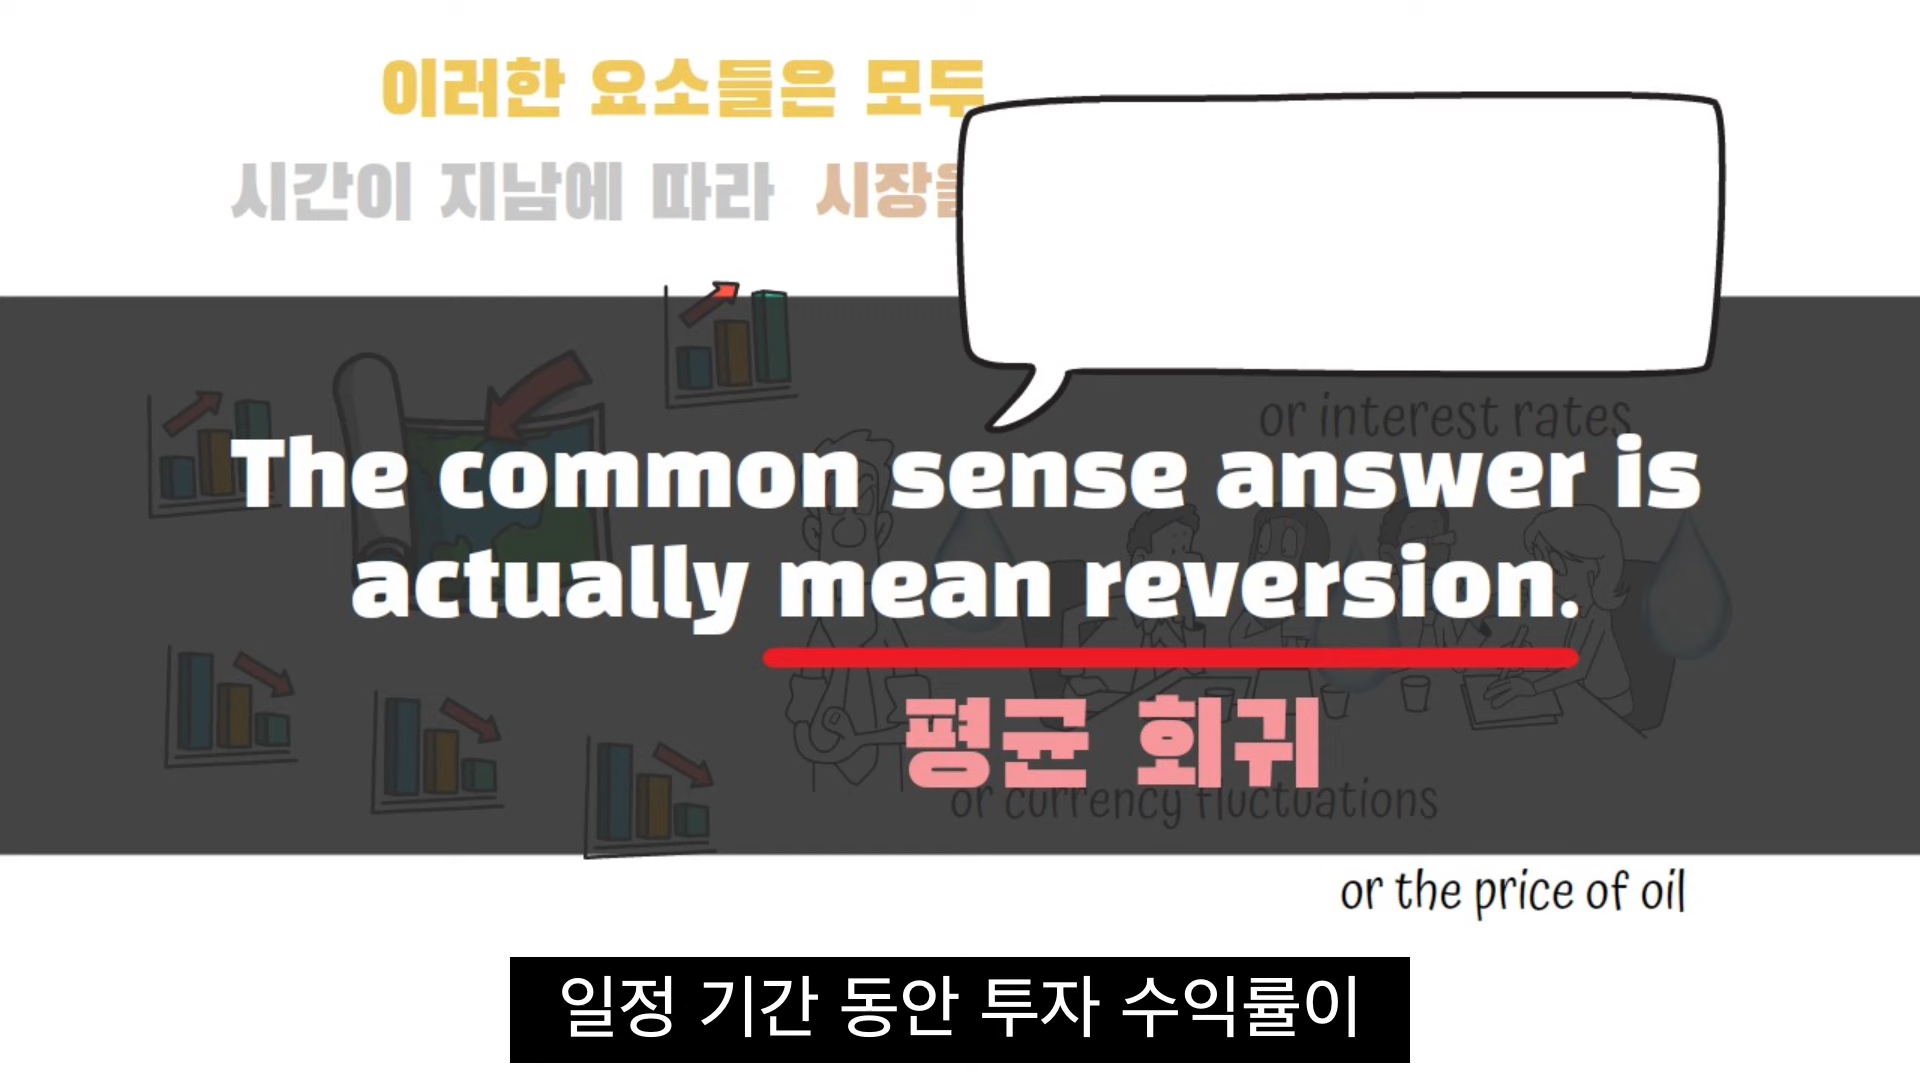 이러한 요소들은 모두
시간이 지남에 따라 시장을
or interest rates
The common sense answer is
actually mean reversion.
평균 회귀
or currency fluctuations
or the price of oil
일정 기간 동안 투자 수익률이